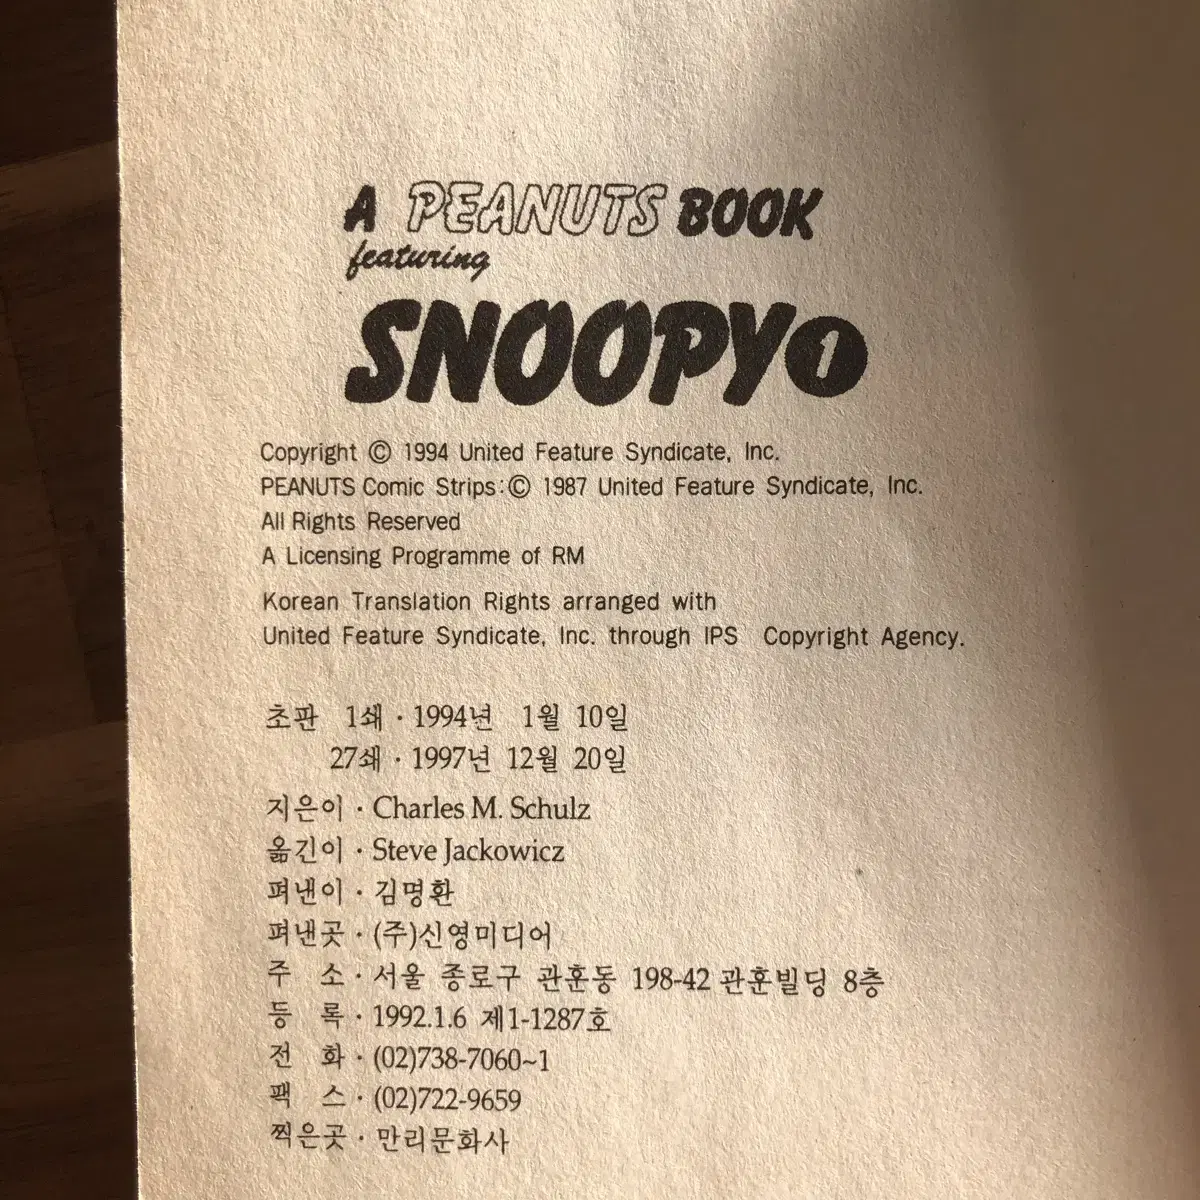 A PEANUTS BOOK
featuring
SNOOPY 1
Copyright © 1994 United Feature Syndicate, Inc.
PEANUTS Comic Strips:© 1987 United Feature Syndicate, Inc.
All Rights Reserved
A Licensing Programme of RM
Korean Translation Rights arranged with
United Feature Syndicate, Inc. through IPS Copyright Agency.
초판 1쇄 · 1994년 1월 10일
27쇄 · 1997년 12월 20일
지은이 · Charles M. Schulz
옮긴이 · Steve Jackowicz
펴낸이 · 김명환
펴낸곳 · (주)신영미디어
주 소 · 서울 종로구 관훈동 198-42 관훈빌딩 8층
등 록 · 1992.1.6 제1-1287호
전 화 · (02)738-7060~1
팩 스 · (02)722-9659
찍은곳 · 만리문화사